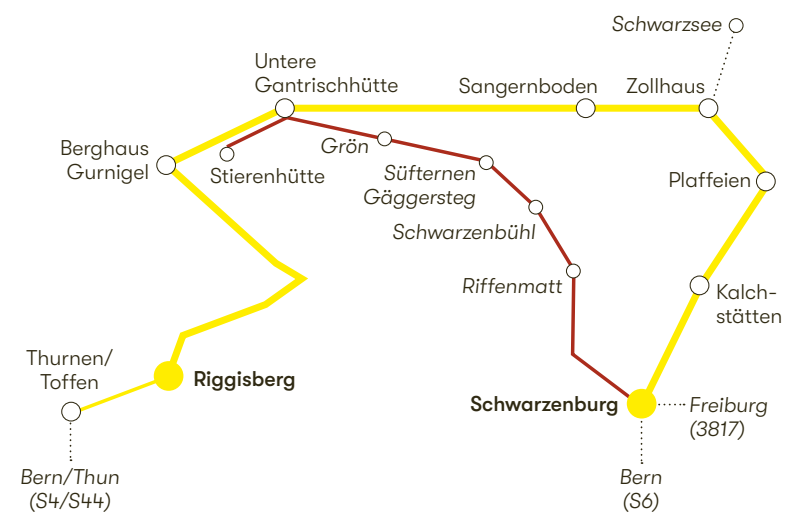 Schwarzsee
Untere
Gantrischhütte
Sangernboden
Zollhaus
Berghaus
Gurnigel
Grön
Stierenhütte
Süfternen
Gäggersteg
Plaffeien
Schwarzenbühl
Riffenmatt
Kalch-
stätten
Thurnen/
Toffen
Riggisberg
Schwarzenburg
Freiburg
(3817)
Bern/Thun
(S4/S44)
Bern
(S6)